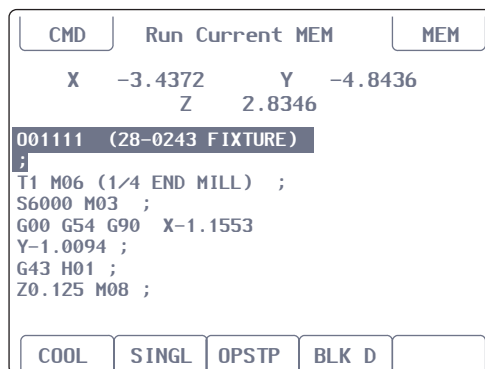 CMD Run Current MEM MEM
X -3.4372 Y -4.8436
Z 2.8346
O01111 (28-0243 FIXTURE)
;
T1 M06 (1/4 END MILL) ;
S6000 M03 ;
G00 G54 G90 X-1.1553
Y-1.0094 ;
G43 H01 ;
Z0.125 M08 ;
COOL SINGL OPSTP BLK D